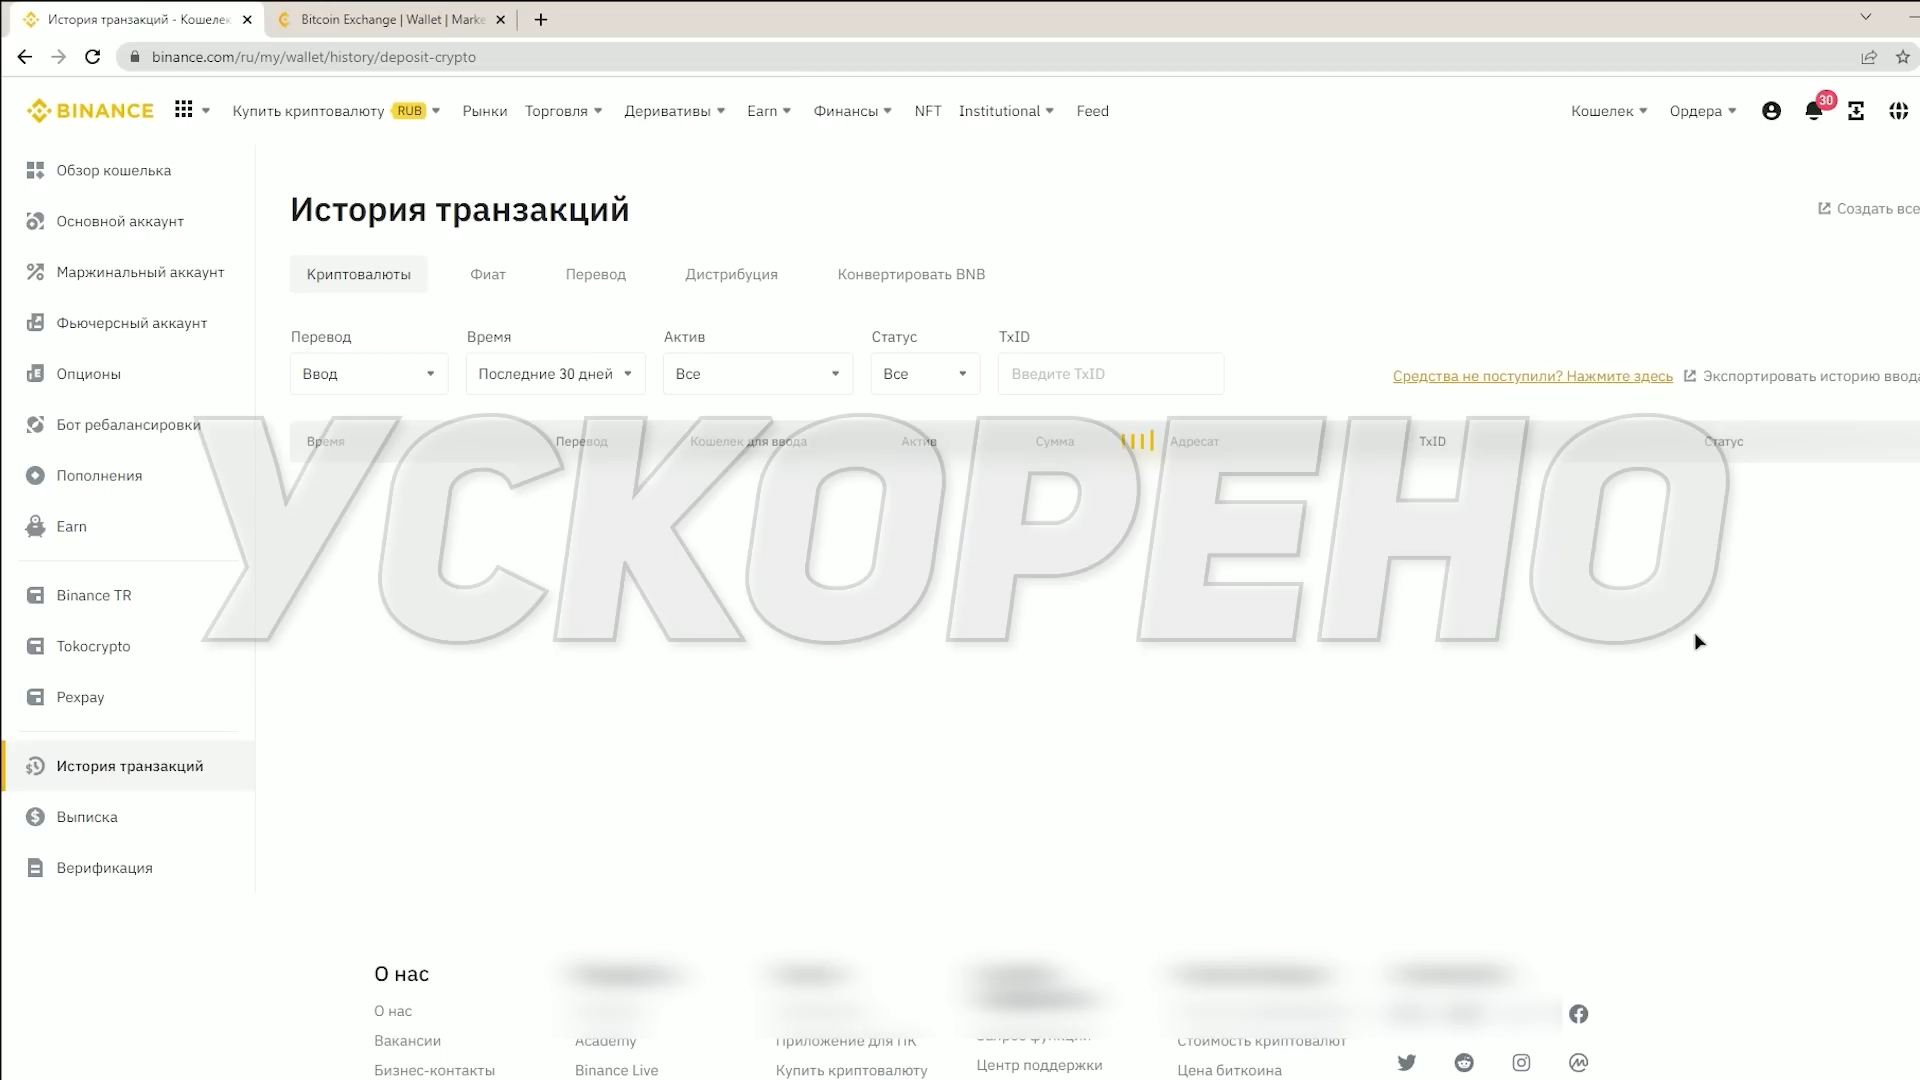 История транзакций - Кошелек
Bitcoin Exchange | Wallet | Marke
binance.com/ru/my/wallet/history/deposit-crypto
BINANCE
Купить криптовалюту RUB Рынки Торговля Деривативы Earn Финансы NFT Institutional Feed
Кошелек Ордера 30
Обзор кошелька
Основной аккаунт
Маржинальный аккаунт
Фьючерсный аккаунт
Опционы
Бот ребалансировки
Пополнения
Earn
Binance TR
Tokocrypto
Pexpay
История транзакций
Выписка
Верификация
История транзакций
Создать все
Криптовалюты Фиат Перевод Дистрибуция Конвертировать BNB
Перевод Время Актив Статус TxID
Ввод Последние 30 дней Все Все Введите TxID
Средства не поступили? Нажмите здесь Экспортировать историю ввода
Время Перевод Кошелек для ввода Актив Сумма Адресат TxID Статус
УСКОРЕНО
О нас
О нас
Вакансии Academy Приложение для ПК Запрос функции Стоимость криптовалют
Бизнес-контакты Binance Live Купить криптовалюту Центр поддержки Цена биткоина